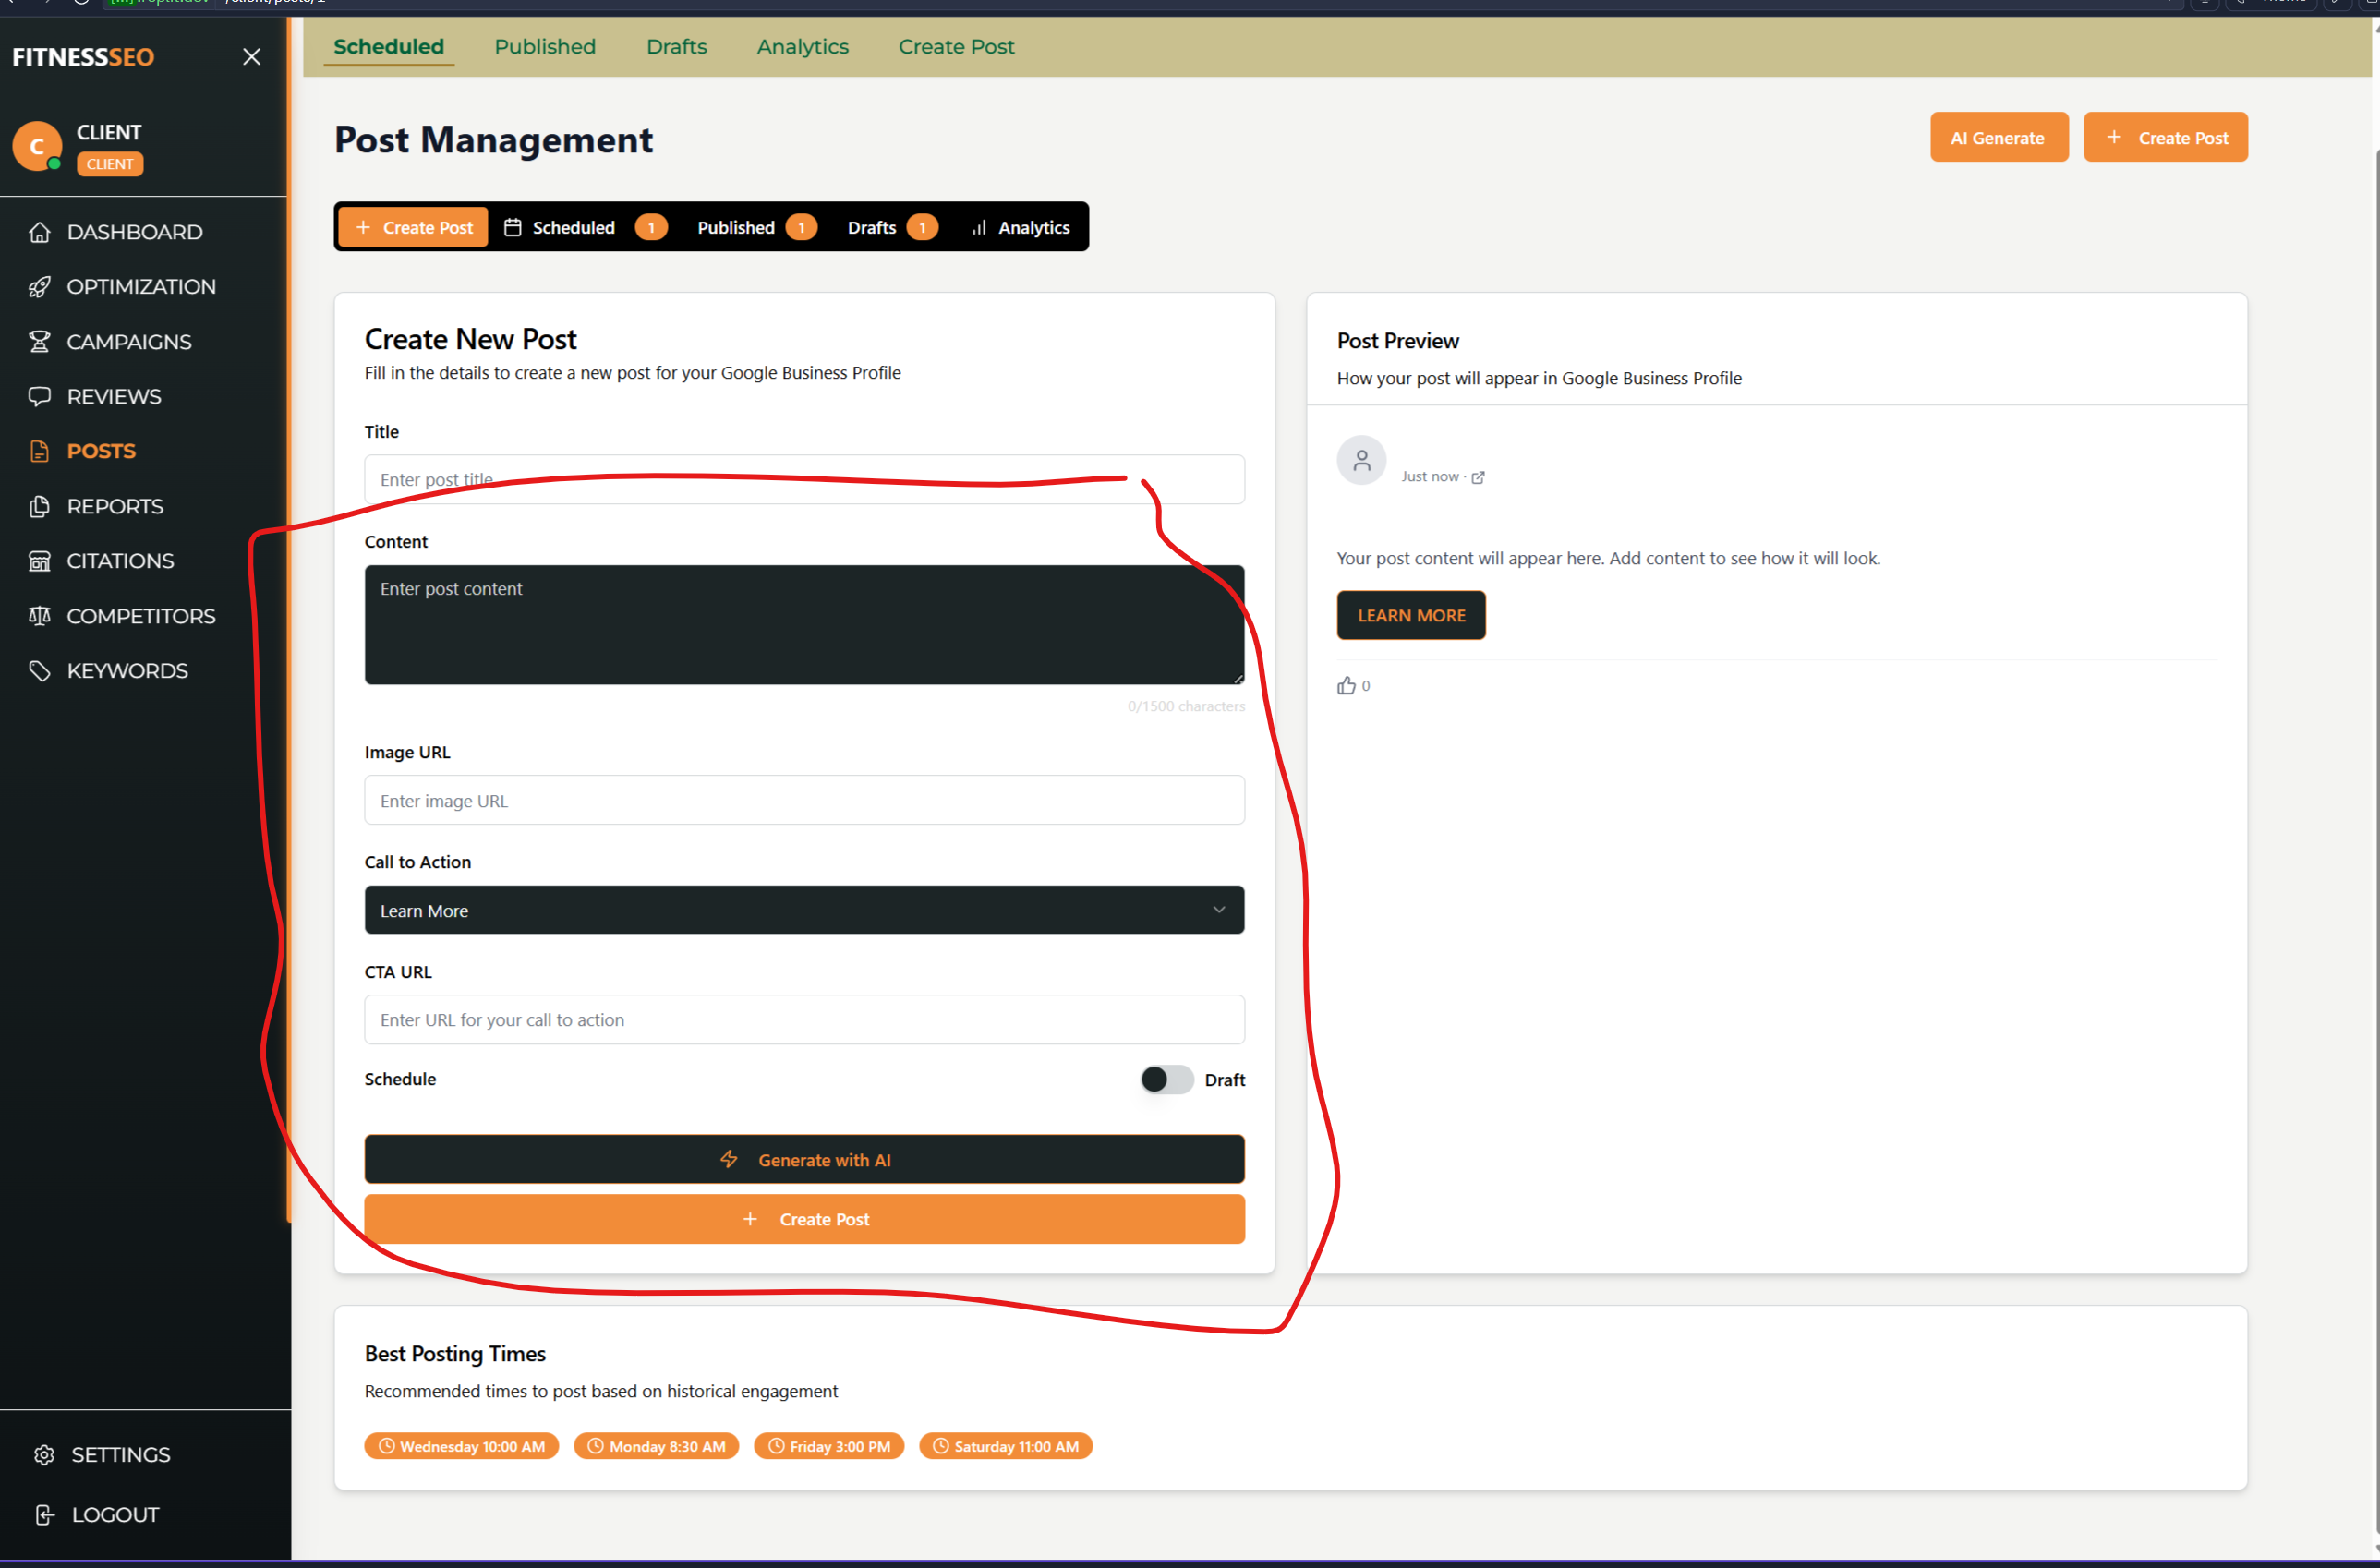 Scheduled Published Drafts Analytics Create Post
FITNESSSEO
C
CLIENT
CLIENT
DASHBOARD
OPTIMIZATION
CAMPAIGNS
REVIEWS
POSTS
REPORTS
CITATIONS
COMPETITORS
KEYWORDS
SETTINGS
LOGOUT
Post Management
AI Generate
+ Create Post
+ Create Post Scheduled 1 Published 1 Drafts 1 Analytics
Create New Post
Fill in the details to create a new post for your Google Business Profile
Title
Enter post title
Content
Enter post content
0/1500 characters
Image URL
Enter image URL
Call to Action
Learn More
CTA URL
Enter URL for your call to action
Schedule Draft
Generate with AI
+ Create Post
Post Preview
How your post will appear in Google Business Profile
Just now ·
Your post content will appear here. Add content to see how it will look.
LEARN MORE
0
Best Posting Times
Recommended times to post based on historical engagement
Wednesday 10:00 AM Monday 8:30 AM Friday 3:00 PM Saturday 11:00 AM